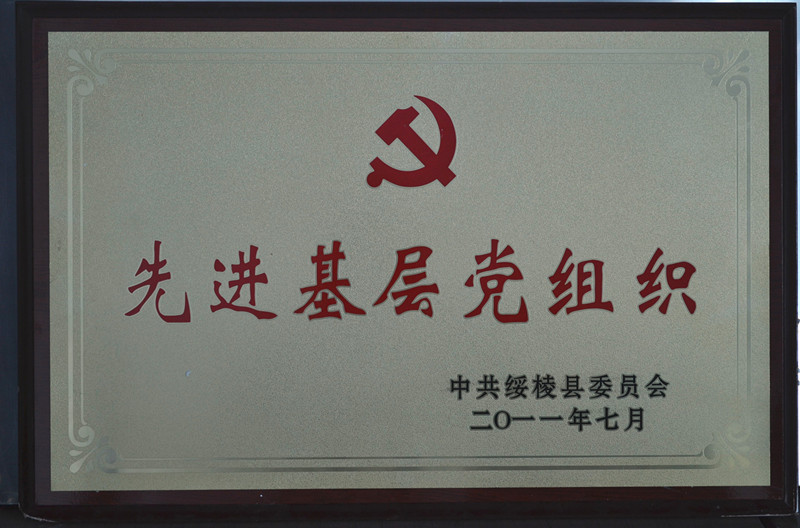 先进基层党组织
中共绥棱县委员会
二〇一一年七月